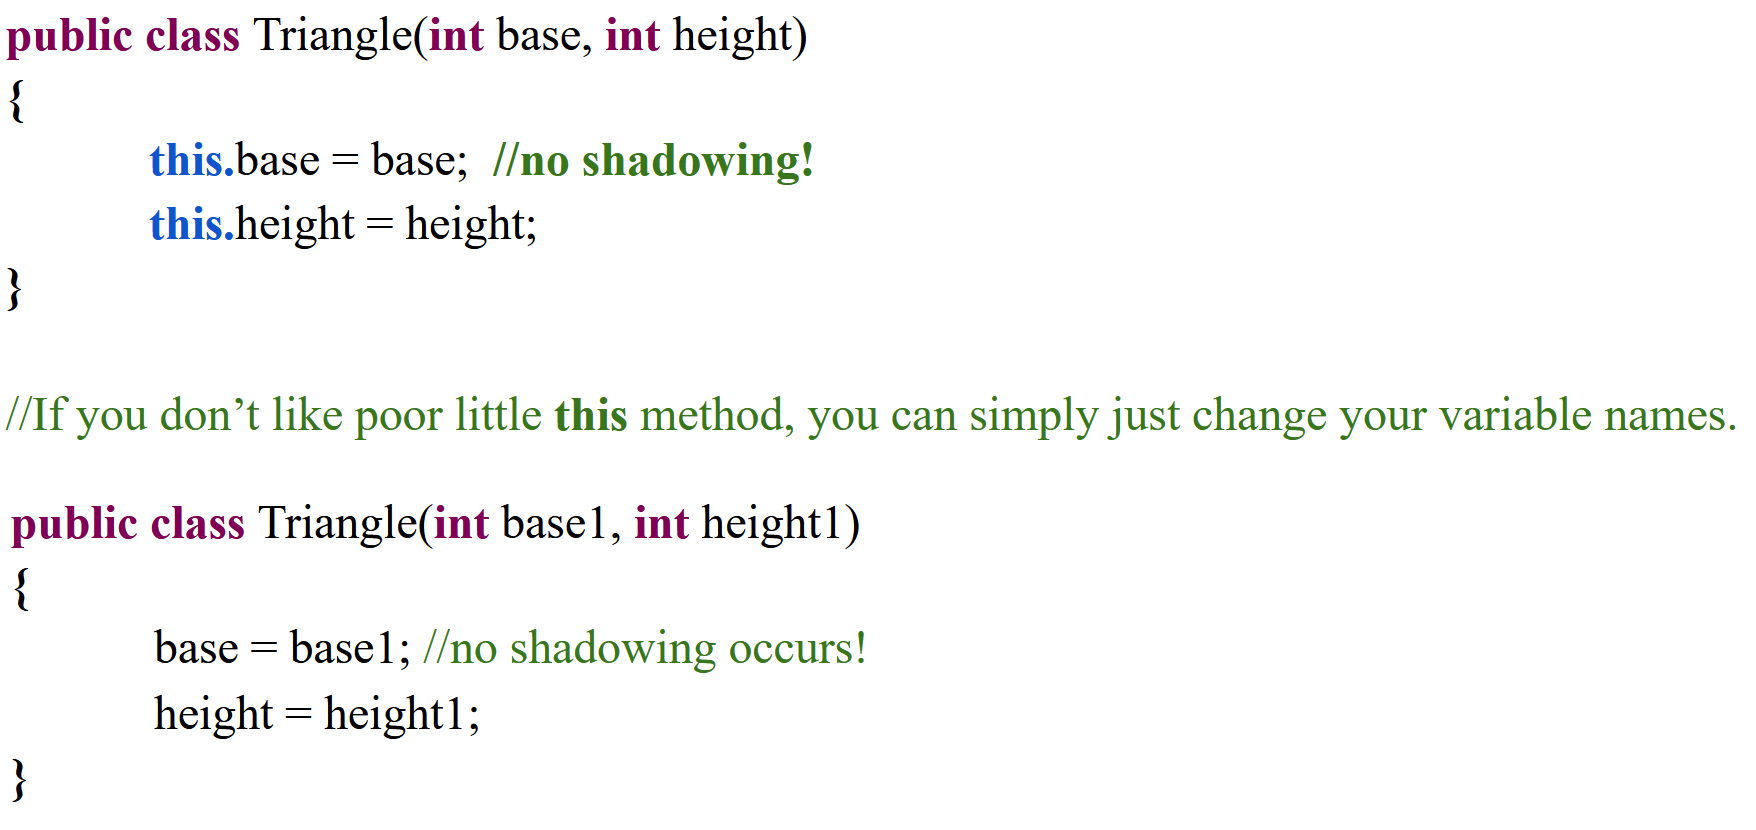 public class Triangle(int base, int height)
{
this.base = base; //no shadowing!
this.height = height;
}
//If you don’t like poor little this method, you can simply just change your variable names.
public class Triangle(int base1, int height1)
{
base = base1; //no shadowing occurs!
height = height1;
}